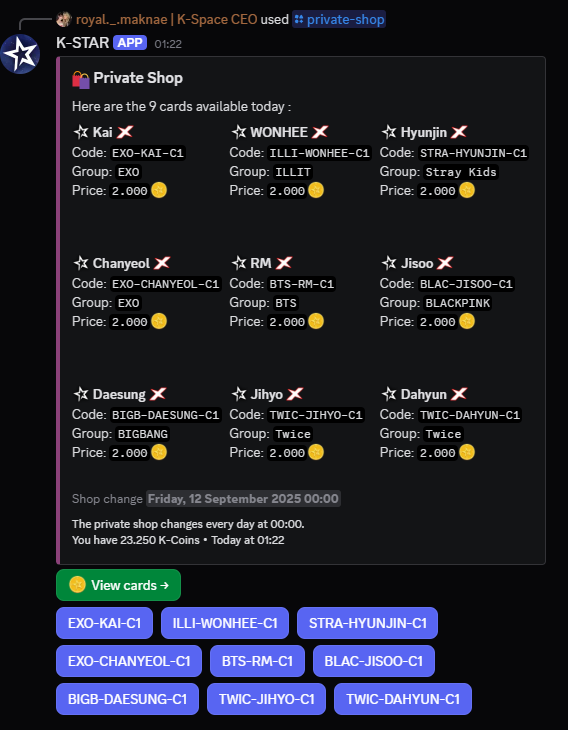 royal._.maknae | K-Space CEO used private-shop
K-STAR APP 01:22
Private Shop
Here are the 9 cards available today :
Kai
Code: EXO-KAI-C1
Group: EXO
Price: 2.000
WONHEE
Code: ILLI-WONHEE-C1
Group: ILLIT
Price: 2.000
Hyunjin
Code: STRA-HYUNJIN-C1
Group: Stray Kids
Price: 2.000
Chanyeol
Code: EXO-CHANYEOL-C1
Group: EXO
Price: 2.000
RM
Code: BTS-RM-C1
Group: BTS
Price: 2.000
Jisoo
Code: BLAC-JISOO-C1
Group: BLACKPINK
Price: 2.000
Daesung
Code: BIGB-DAESUNG-C1
Group: BIGBANG
Price: 2.000
Jihyo
Code: TWIC-JIHYO-C1
Group: Twice
Price: 2.000
Dahyun
Code: TWIC-DAHYUN-C1
Group: Twice
Price: 2.000
Shop change Friday, 12 September 2025 00:00
The private shop changes every day at 00:00.
You have 23.250 K-Coins • Today at 01:22
View cards →
EXO-KAI-C1 ILLI-WONHEE-C1 STRA-HYUNJIN-C1
EXO-CHANYEOL-C1 BTS-RM-C1 BLAC-JISOO-C1
BIGB-DAESUNG-C1 TWIC-JIHYO-C1 TWIC-DAHYUN-C1